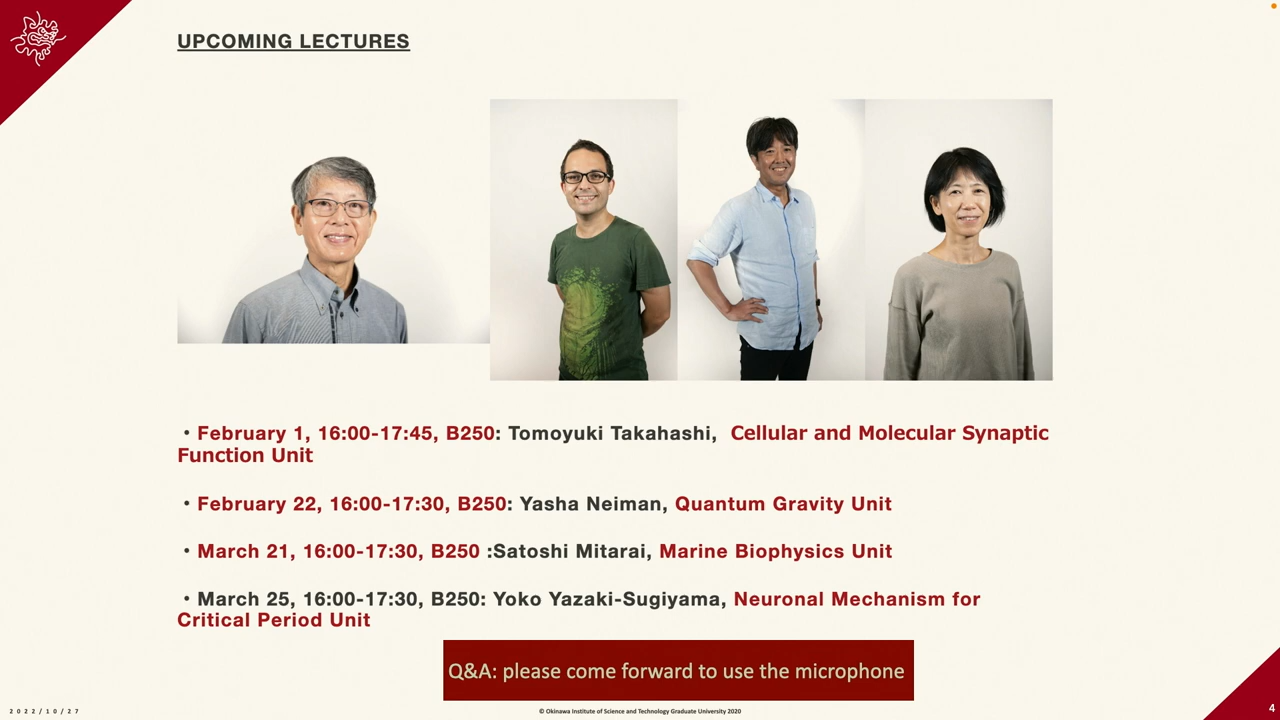 UPCOMING LECTURES
・February 1, 16:00-17:45, B250: Tomoyuki Takahashi, Cellular and Molecular Synaptic
Function Unit
・February 22, 16:00-17:30, B250: Yasha Neiman, Quantum Gravity Unit
・March 21, 16:00-17:30, B250 :Satoshi Mitarai, Marine Biophysics Unit
・March 25, 16:00-17:30, B250: Yoko Yazaki-Sugiyama, Neuronal Mechanism for
Critical Period Unit
Q&A: please come forward to use the microphone
2022/10/27
© Okinawa Institute of Science and Technology Graduate University 2020
4